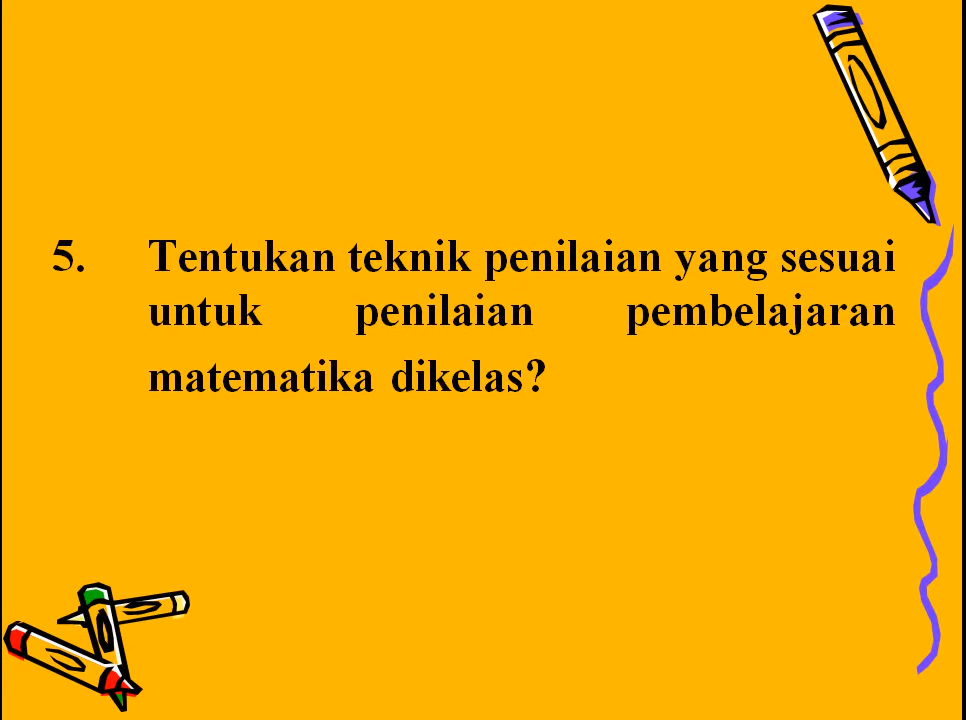 5. Tentukan teknik penilaian yang sesuai
untuk penilaian pembelajaran
matematika dikelas?